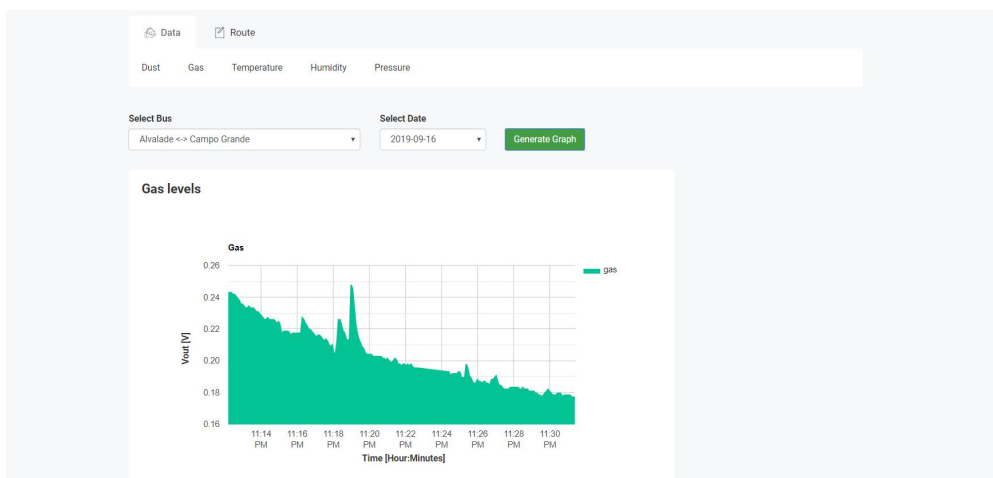 Data Route
Dust Gas Temperature Humidity Pressure
Select Bus Select Date
Alvalade <-> Campo Grande 2019-09-16 Generate Graph
Gas levels
Gas
0.26
gas
0.24
0.22
Vout [V]
0.20
0.18
0.16
11:14 11:16 11:18 11:20 11:22 11:24 11:26 11:28 11:30
PM PM PM PM PM PM PM PM PM
Time [Hour:Minutes]